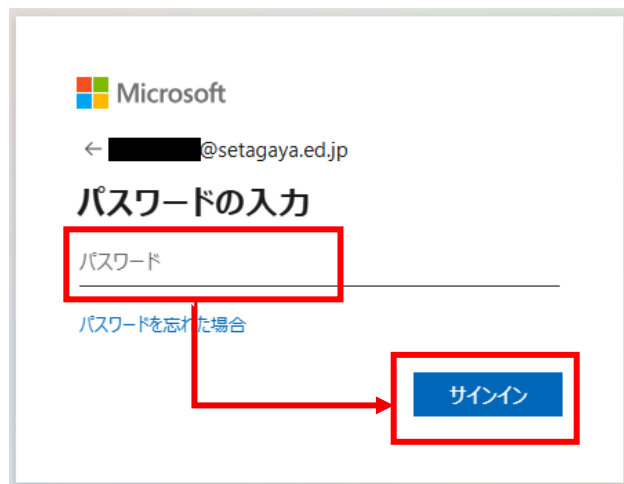 Microsoft
← @setagaya.ed.jp
パスワードの入力
パスワード
パスワードを忘れた場合
サインイン